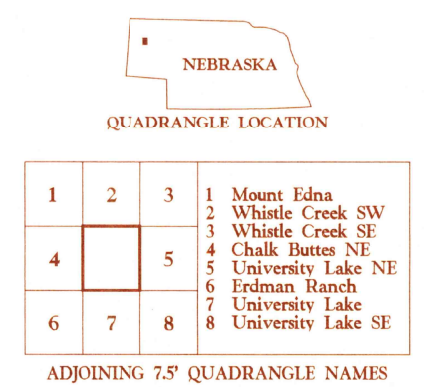 NEBRASKA
QUADRANGLE LOCATION
1 2 3
4 5
6 7 8
1 Mount Edna
2 Whistle Creek SW
3 Whistle Creek SE
4 Chalk Buttes NE
5 University Lake NE
6 Erdman Ranch
7 University Lake
8 University Lake SE
ADJOINING 7.5' QUADRANGLE NAMES